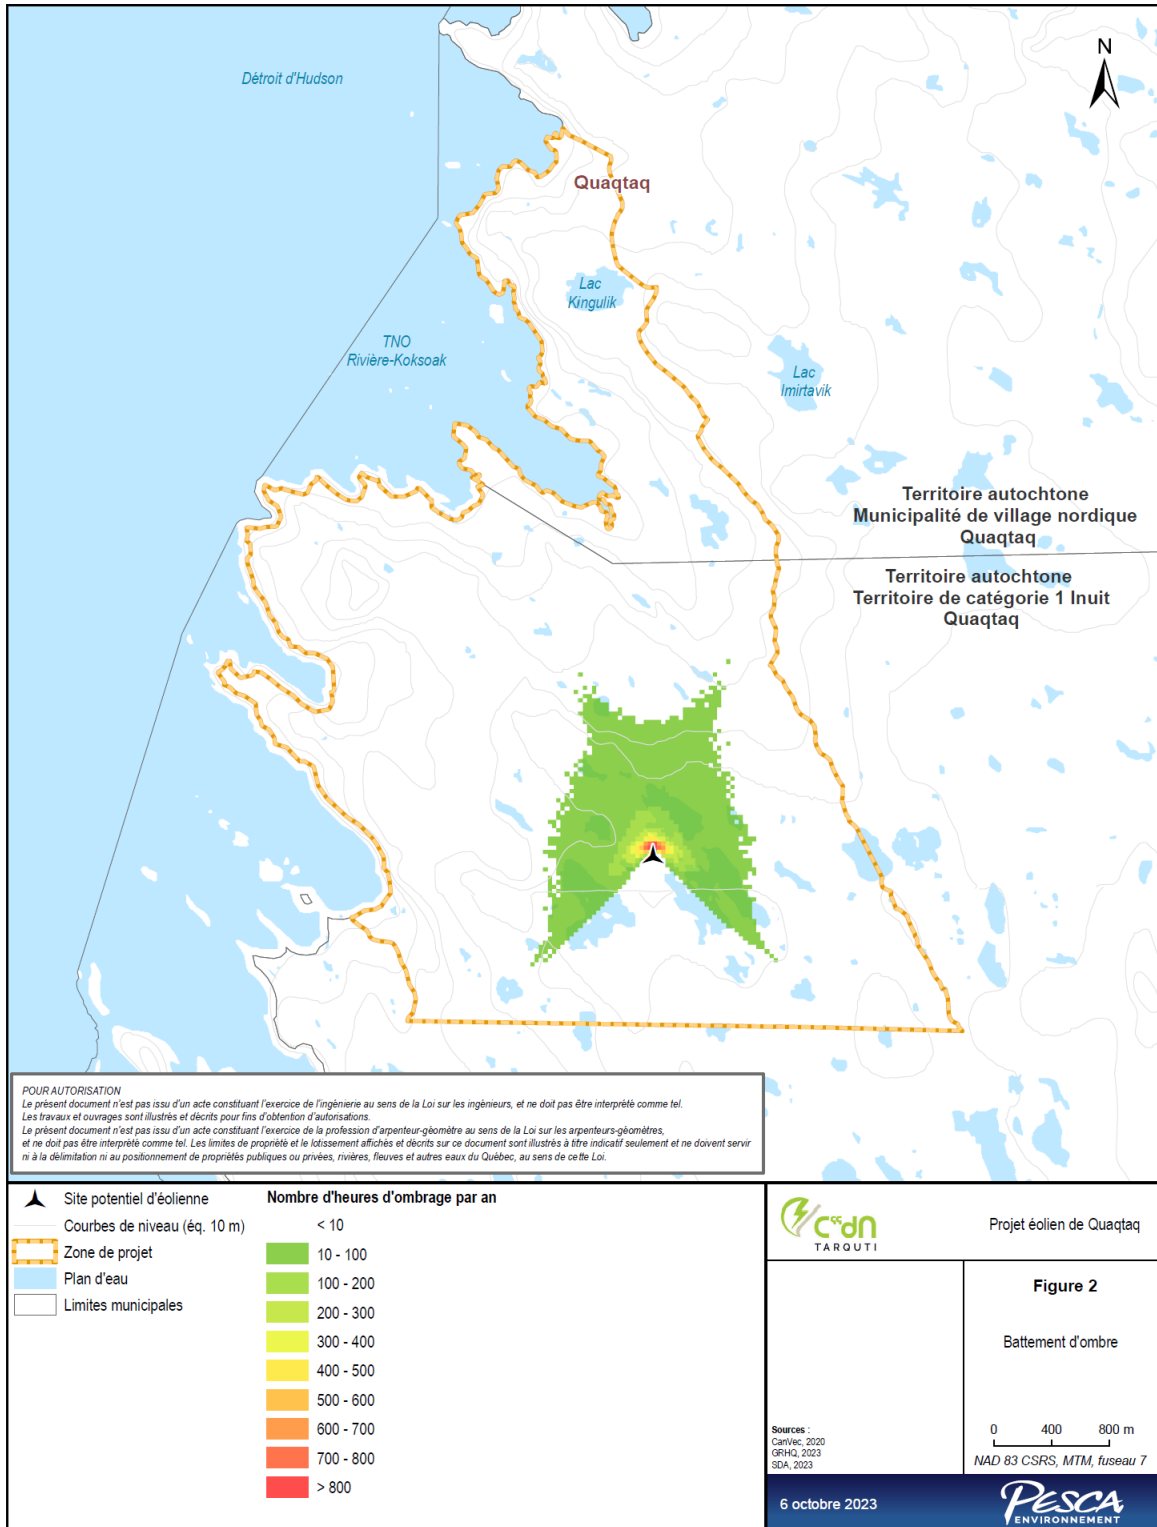 N
Détroit d'Hudson
Quaqtaq
Lac
Kingulik
TNO
Rivière-Koksoak
Lac
Imirtavik
Territoire autochtone
Municipalité de village nordique
Quaqtaq
Territoire autochtone
Territoire de catégorie 1 Inuit
Quaqtaq
POUR AUTORISATION
Le présent document n'est pas issu d'un acte constituant l'exercice de l'ingénierie au sens de la Loi sur les ingénieurs, et ne doit pas être interprété comme tel.
Les travaux et ouvrages sont illustrés et décrits pour fins d'obtention d'autorisations.
Le présent document n'est pas issu d'un acte constituant l'exercice de la profession d'arpenteur-géomètre au sens de la Loi sur les arpenteurs-géomètres,
et ne doit pas être interprété comme tel. Les limites de propriété et le lotissement affichés et décrits sur ce document sont illustrés à titre indicatif seulement et ne doivent servir
ni à la délimitation ni au positionnement de propriétés publiques ou privées, rivières, fleuves et autres eaux du Québec, au sens de cette Loi.
Site potentiel d'éolienne
Courbes de niveau (éq. 10 m)
Zone de projet
Plan d'eau
Limites municipales
Nombre d'heures d'ombrage par an
< 10
10 - 100
100 - 200
200 - 300
300 - 400
400 - 500
500 - 600
600 - 700
700 - 800
> 800
TARQUTI
Projet éolien de Quaqtaq
Figure 2
Battement d'ombre
Sources :
CanVec, 2020
GRHQ, 2023
SDA, 2023
0 400 800 m
NAD 83 CSRS, MTM, fuseau 7
6 octobre 2023
PESCA
ENVIRONNEMENT